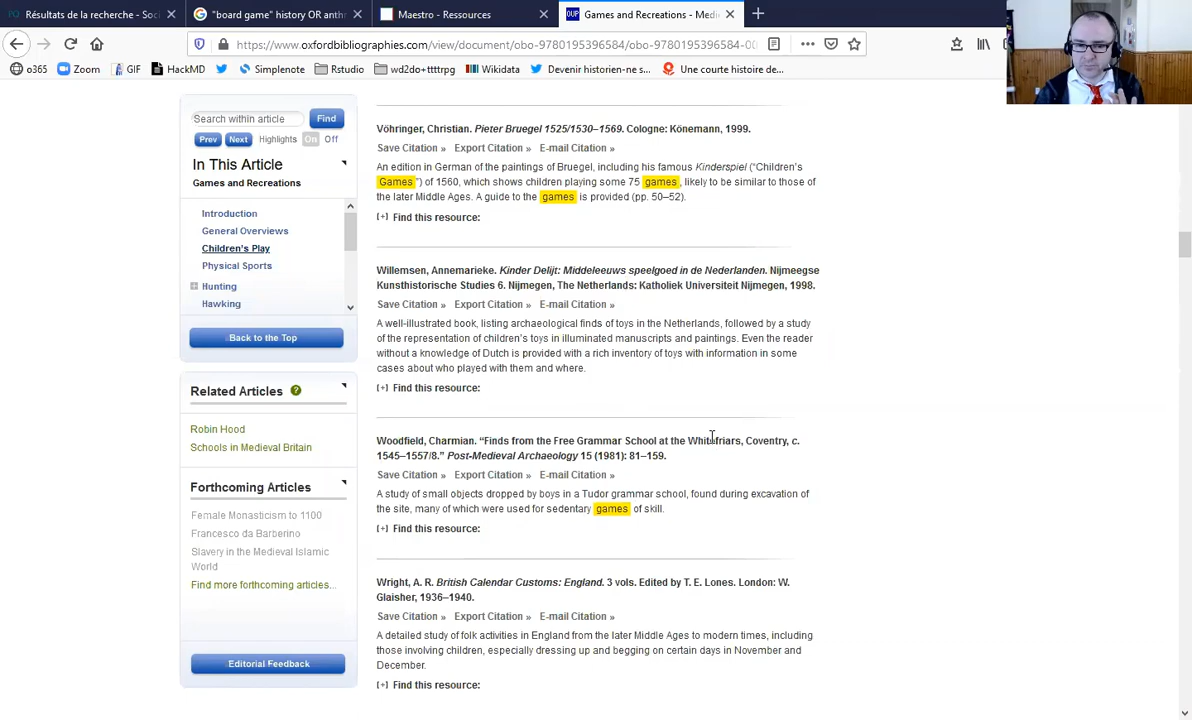 Résultats de la recherche - Soc
"board game" history OR anthr
Maestro - Ressources
OUP Games and Recreations - Medie
https://www.oxfordbibliographies.com/view/document/obo-9780195396584/obo-9780195396584-00
o365 Zoom GIF HackMD Simplenote Rstudio wd2do+ttttrpg Wikidata Devenir historien-ne s... Une courte histoire de...
Search within article Find
Prev Next Highlights On Off
In This Article
Games and Recreations
Introduction
General Overviews
Children's Play
Physical Sports
Hunting
Hawking
Back to the Top
Related Articles ?
Robin Hood
Schools in Medieval Britain
Forthcoming Articles
Female Monasticism to 1100
Francesco da Barberino
Slavery in the Medieval Islamic
World
Find more forthcoming articles...
Editorial Feedback
Vöhringer, Christian. Pieter Bruegel 1525/1530–1569. Cologne: Könemann, 1999.
Save Citation » Export Citation » E-mail Citation »
An edition in German of the paintings of Bruegel, including his famous Kinderspiel (“Children’s
Games”) of 1560, which shows children playing some 75 games, likely to be similar to those of
the later Middle Ages. A guide to the games is provided (pp. 50–52).
[+] Find this resource:
Willemsen, Annemarieke. Kinder Delijt: Middeleeuws speelgoed in de Nederlanden. Nijmeegse
Kunsthistorische Studies 6. Nijmegen, The Netherlands: Katholiek Universiteit Nijmegen, 1998.
Save Citation » Export Citation » E-mail Citation »
A well-illustrated book, listing archaeological finds of toys in the Netherlands, followed by a study
of the representation of children’s toys in illuminated manuscripts and paintings. Even the reader
without a knowledge of Dutch is provided with a rich inventory of toys with information in some
cases about who played with them and where.
[+] Find this resource:
Woodfield, Charmian. “Finds from the Free Grammar School at the Whitefriars, Coventry, c.
1545–1557/8.” Post-Medieval Archaeology 15 (1981): 81–159.
Save Citation » Export Citation » E-mail Citation »
A study of small objects dropped by boys in a Tudor grammar school, found during excavation of
the site, many of which were used for sedentary games of skill.
[+] Find this resource:
Wright, A. R. British Calendar Customs: England. 3 vols. Edited by T. E. Lones. London: W.
Glaisher, 1936–1940.
Save Citation » Export Citation » E-mail Citation »
A detailed study of folk activities in England from the later Middle Ages to modern times, including
those involving children, especially dressing up and begging on certain days in November and
December.
[+] Find this resource: